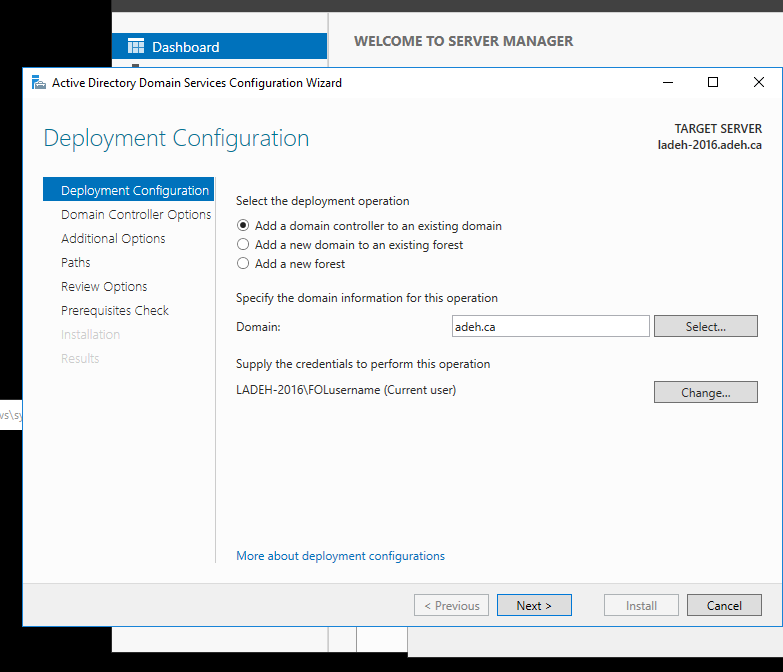 Dashboard
WELCOME TO SERVER MANAGER
Active Directory Domain Services Configuration Wizard
Deployment Configuration
TARGET SERVER
ladeh-2016.adeh.ca
Deployment Configuration
Domain Controller Options
Additional Options
Paths
Review Options
Prerequisites Check
Installation
Results
Select the deployment operation
Add a domain controller to an existing domain
Add a new domain to an existing forest
Add a new forest
Specify the domain information for this operation
Domain:
adeh.ca
Select...
Supply the credentials to perform this operation
LADEH-2016\FOLusername (Current user)
Change...
More about deployment configurations
< Previous
Next >
Install
Cancel